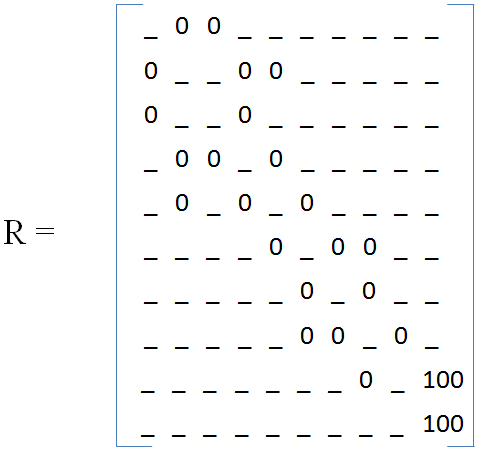 _ 0 0 _ _ _ _ _ _ _
0 _ _ 0 0 _ _ _ _ _
0 _ _ 0 _ _ _ _ _ _
_ 0 0 _ 0 _ _ _ _ _
_ 0 _ 0 _ 0 _ _ _ _
R =
_ _ _ _ 0 _ 0 0 _ _
_ _ _ _ _ 0 _ 0 _ _
_ _ _ _ _ 0 0 _ 0 _
_ _ _ _ _ _ _ 0 _ 100
_ _ _ _ _ _ _ _ _ 100